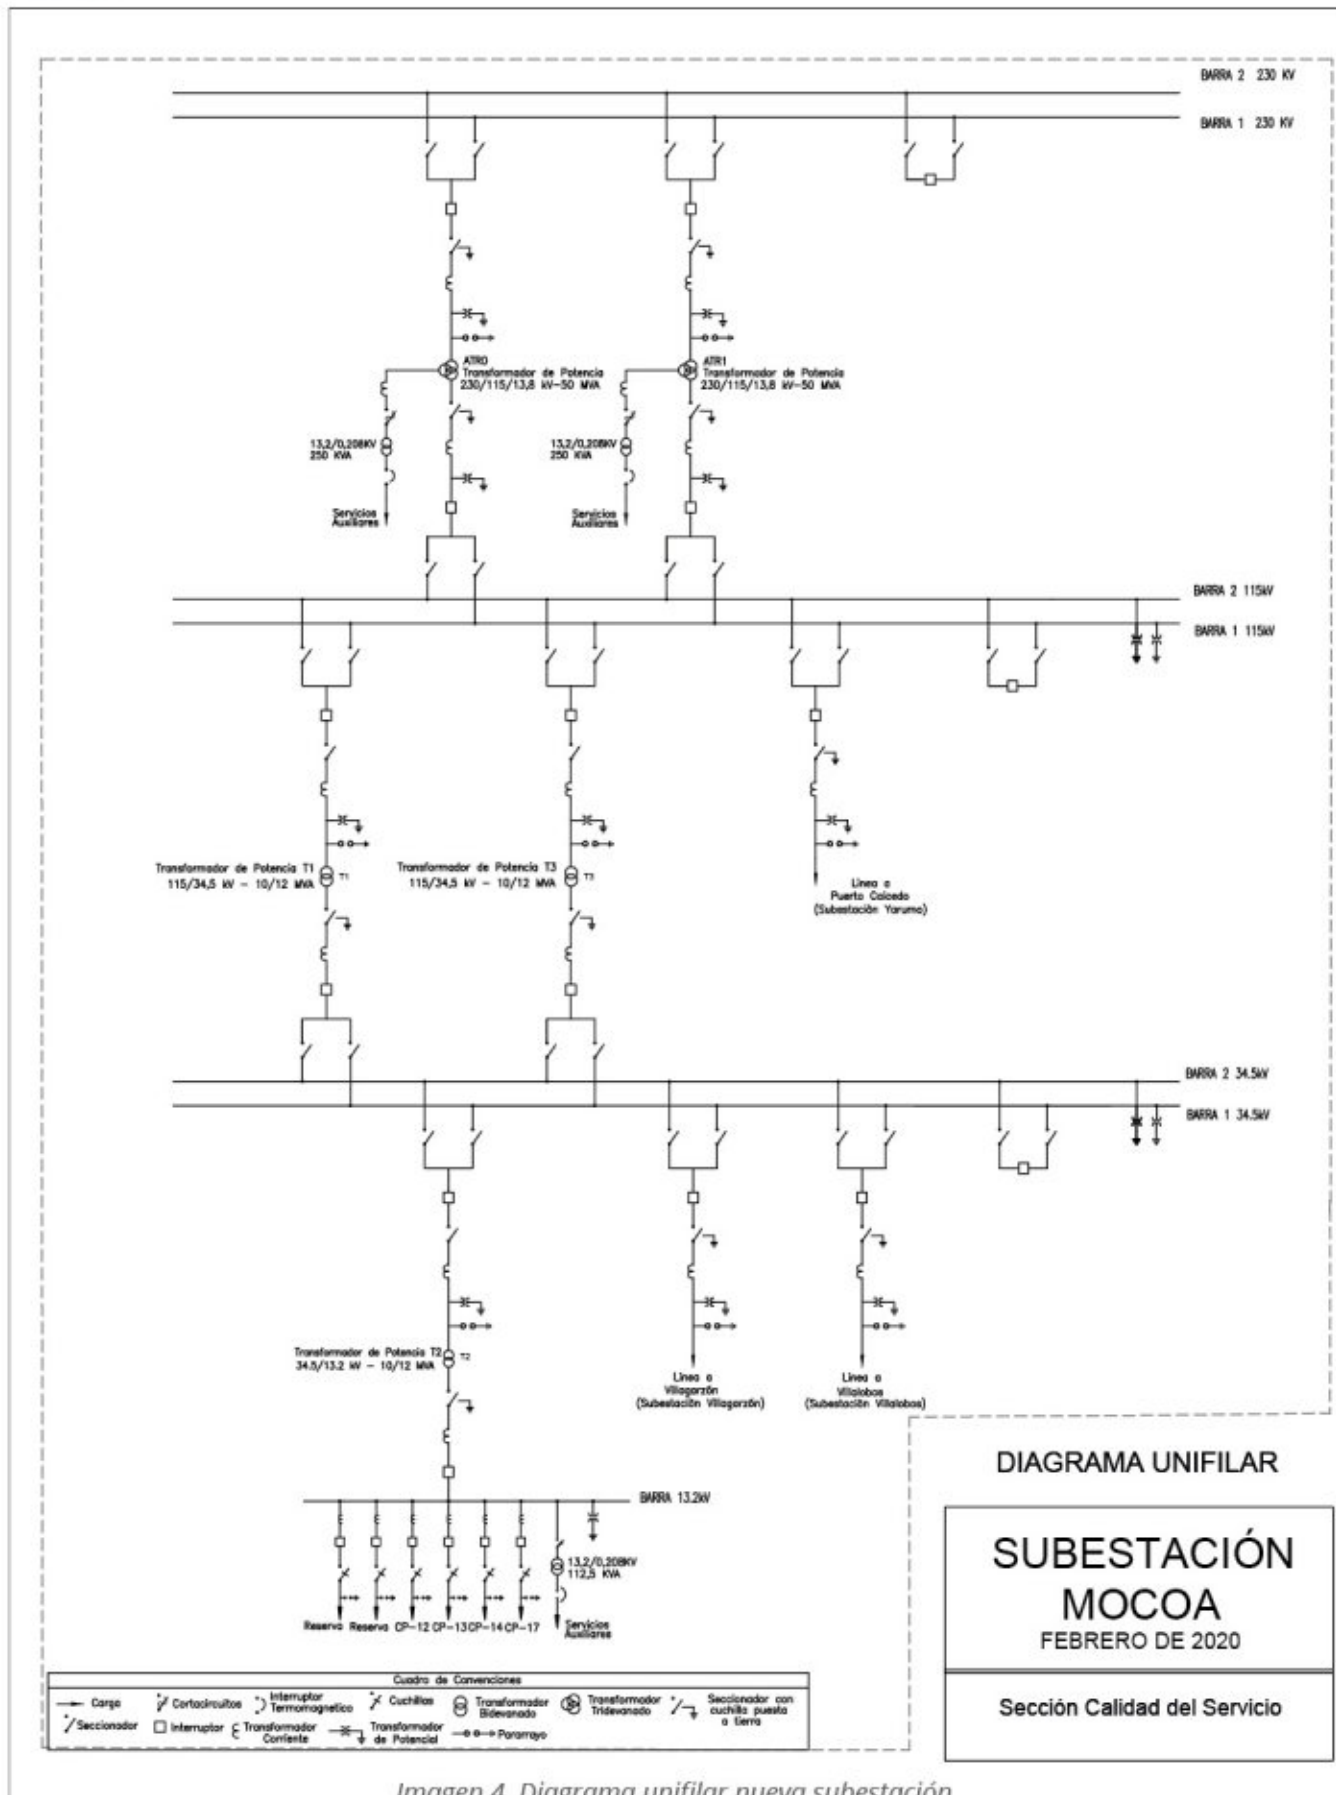 BARRA 2 230 KV
BARRA 1 230 KV
ATR0
Transformador de Potencia
230/115/13,8 kV-50 MVA
ATR1
Transformador de Potencia
230/115/13,8 kV-50 MVA
13,2/0,208KV
250 KVA
13,2/0,208KV
250 KVA
Servicios
Auxiliares
Servicios
Auxiliares
BARRA 2 115kV
BARRA 1 115kV
Transformador de Potencia T1
115/34,5 kV - 10/12 MVA
T1
Transformador de Potencia T3
115/34,5 kV - 10/12 MVA
T3
Linea a
Puerto Caicedo
(Subestación Yarumo)
BARRA 2 34.5kV
BARRA 1 34.5kV
Transformador de Potencia T2
34.5/13.2 kV - 10/12 MVA
T2
Linea a
Villagarzón
(Subestación Villagarzón)
Linea a
Villalobos
(Subestación Villalobos)
BARRA 13.2kV
13,2/0,208KV
112,5 KVA
Reserva Reserva CP-12 CP-13 CP-14 CP-17
Servicios
Auxiliares
DIAGRAMA UNIFILAR
SUBESTACIÓN
MOCOA
FEBRERO DE 2020
Sección Calidad del Servicio
Cuadro de Convenciones
Carga
Cortacircuitos
Interruptor
Termomagnetico
Cuchillas
Transformador
Bidevanado
Transformador
Tridevanado
Seccionador con
cuchilla puesta
a tierra
Seccionador
Interruptor
Transformador
Corriente
Transformador
de Potencial
Pararrayo
Imagen 4. Diagrama unifilar nueva subestación